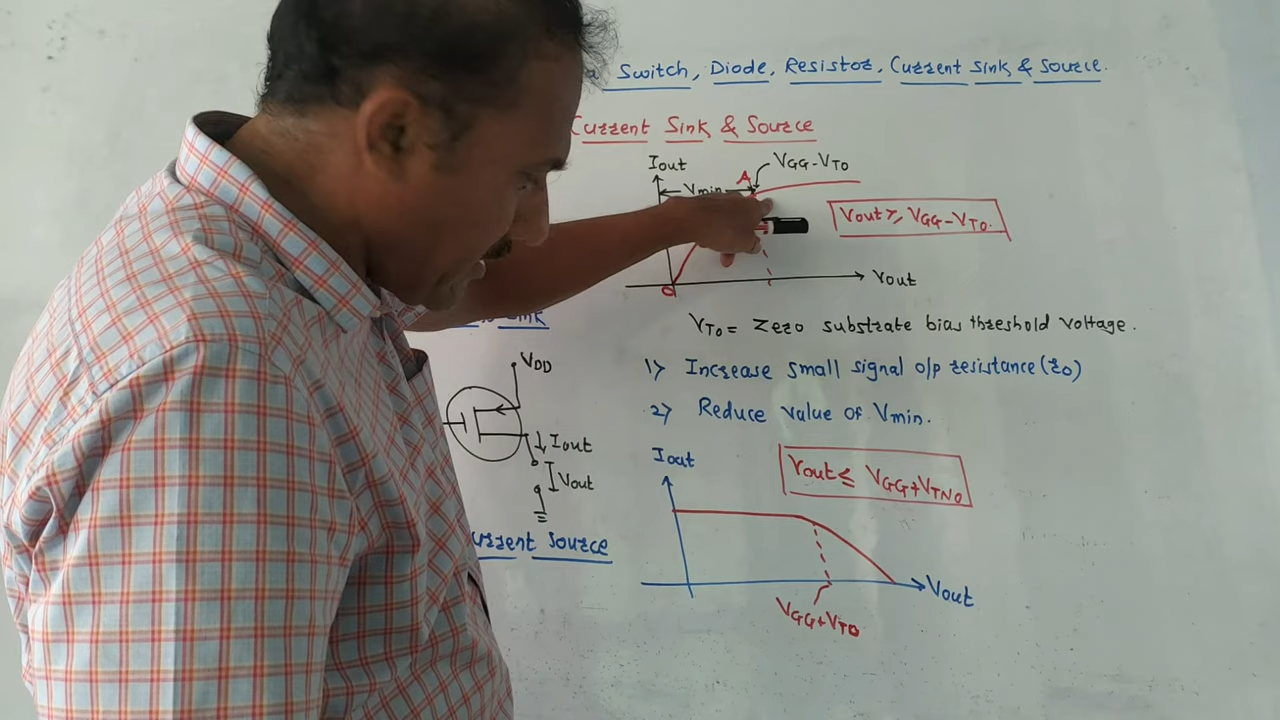 Switch, Diode, Resistor, Current Sink & Source.
Current Sink & Source
Iout
A
VGG-VTO
Vmin
Vout ≥ VGG-VTO.
O
Vout
Sink
VTO = Zero substrate bias threshold voltage.
VDD
1) Increase small signal o/p resistance (ro)
2) Reduce value of Vmin.
Iout
Vout
Iout
Vout ≤ VGG+VTNO
Current Source
Vout
VGG+VTO